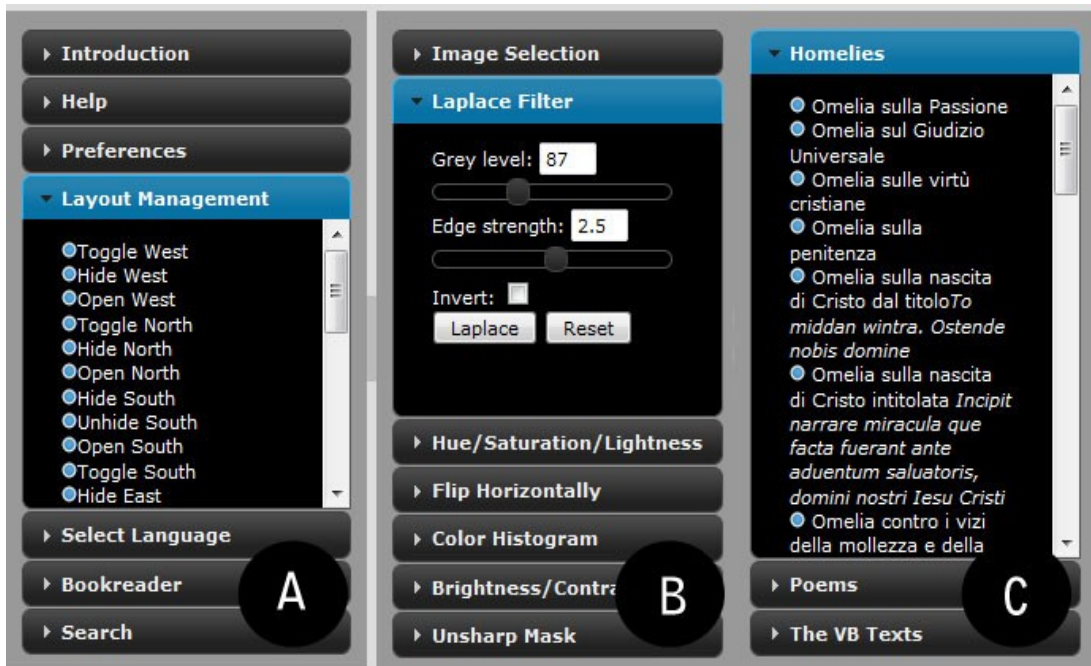 Introduction
Help
Preferences
Layout Management
Toggle West
Hide West
Open West
Toggle North
Hide North
Open North
Hide South
Unhide South
Open South
Toggle South
Hide East
Select Language
Bookreader
Search
A
Image Selection
Laplace Filter
Grey level: 87
Edge strength: 2.5
Invert:
Laplace Reset
Hue/Saturation/Lightness
Flip Horizontally
Color Histogram
Brightness/Contra
Unsharp Mask
B
Homelies
Omelia sulla Passione
Omelia sul Giudizio
Universale
Omelia sulle virtù
cristiane
Omelia sulla
penitenza
Omelia sulla nascita
di Cristo dal titoloTo
middan wintra. Ostende
nobis domine
Omelia sulla nascita
di Cristo intitolata Incipit
narrare miracula que
facta fuerant ante
aduentum saluatoris,
domini nostri Iesu Cristi
Omelia contro i vizi
della mollezza e della
Poems
The VB Texts
C